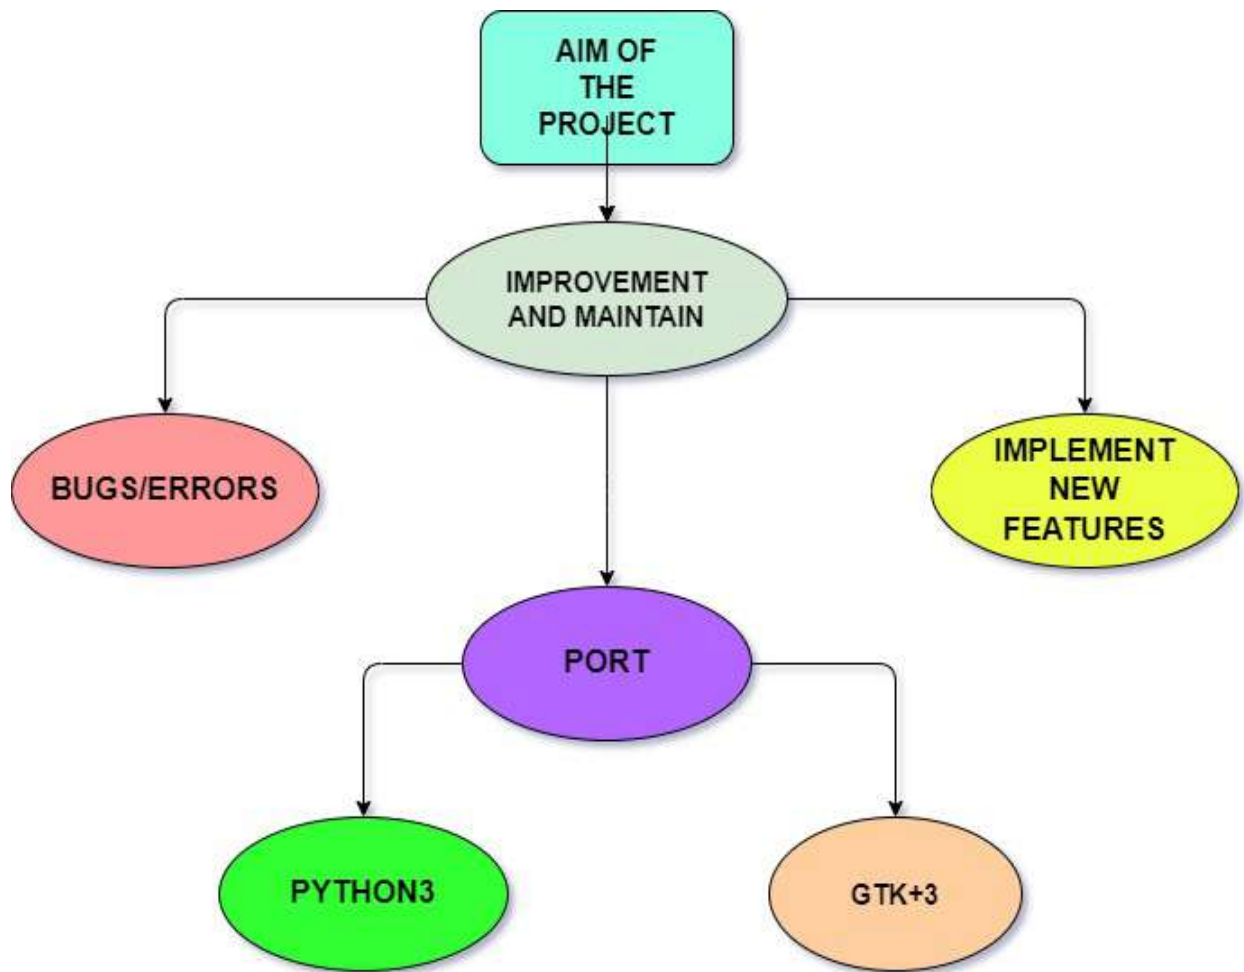 AIM OF
THE
PROJECT
IMPROVEMENT
AND MAINTAIN
BUGS/ERRORS
IMPLEMENT
NEW
FEATURES
PORT
PYTHON3
GTK+3